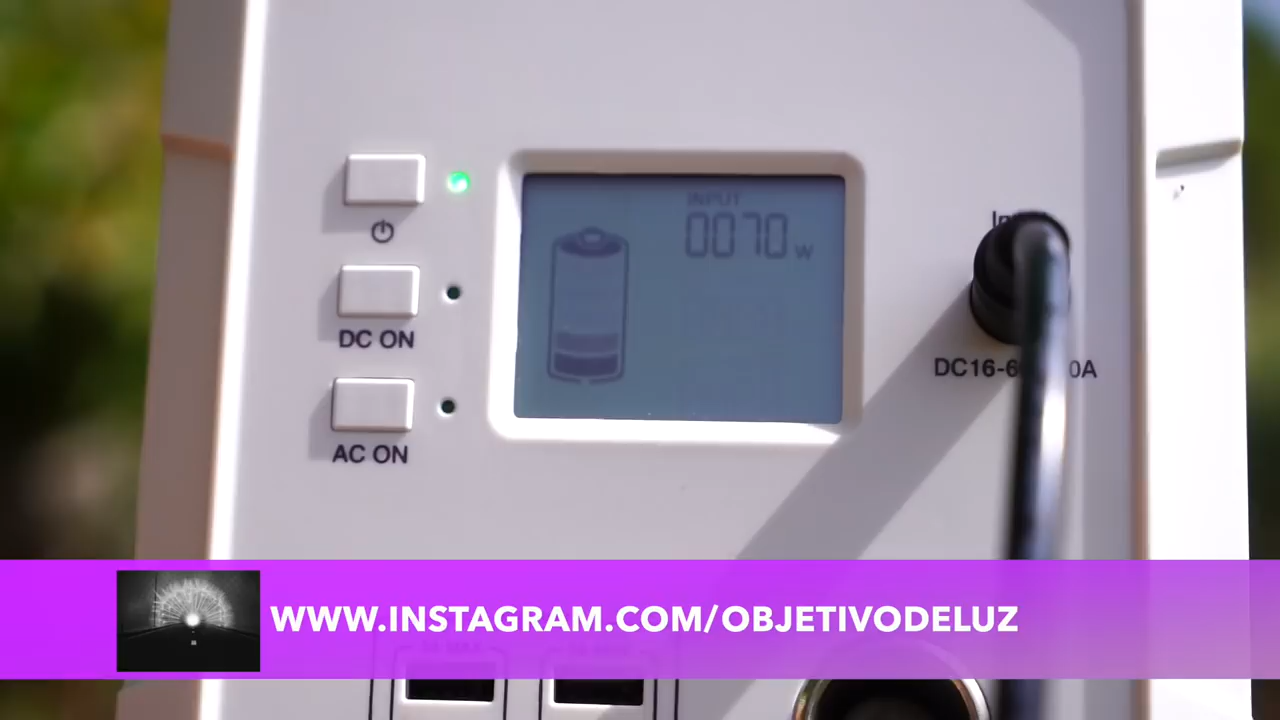 INPUT
0070 W
DC ON
AC ON
WWW.INSTAGRAM.COM/OBJETIVODELUZ